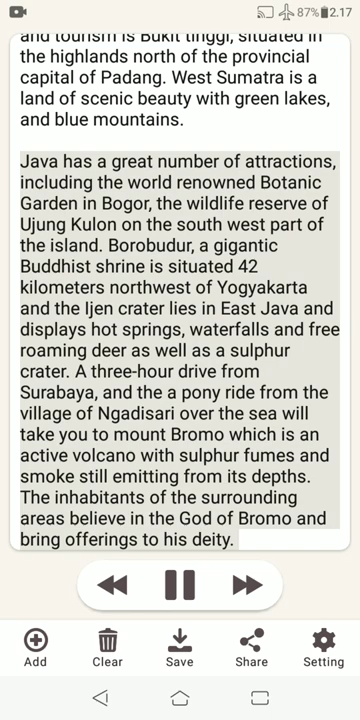 87% 2.17
and tourism is Bukit tinggi, situated in
the highlands north of the provincial
capital of Padang. West Sumatra is a
land of scenic beauty with green lakes,
and blue mountains.
Java has a great number of attractions,
including the world renowned Botanic
Garden in Bogor, the wildlife reserve of
Ujung Kulon on the south west part of
the island. Borobudur, a gigantic
Buddhist shrine is situated 42
kilometers northwest of Yogyakarta
and the Ijen crater lies in East Java and
displays hot springs, waterfalls and free
roaming deer as well as a sulphur
crater. A three-hour drive from
Surabaya, and the a pony ride from the
village of Ngadisari over the sea will
take you to mount Bromo which is an
active volcano with sulphur fumes and
smoke still emitting from its depths.
The inhabitants of the surrounding
areas believe in the God of Bromo and
bring offerings to his deity.
Add Clear Save Share Setting